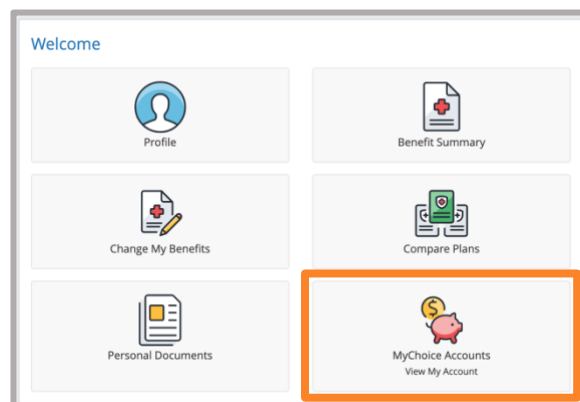 Welcome
Profile
Benefit Summary
Change My Benefits
Compare Plans
Personal Documents
MyChoice Accounts
View My Account